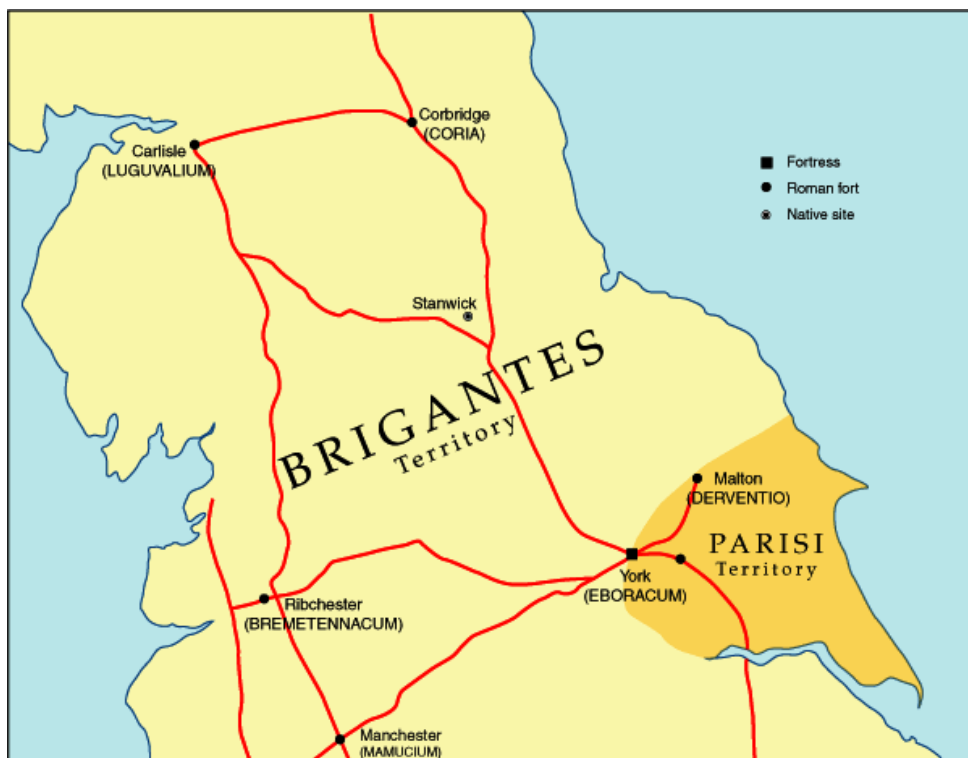 Corbridge
(CORIA)
Carlisle
(LUGUVALIUM)
Fortress
Roman fort
Native site
Stanwick
BRIGANTES
Territory
Malton
(DERVENTIO)
PARISI
Territory
York
(EBORACUM)
Ribchester
(BREMETENNACUM)
Manchester
(MAMUCIUM)